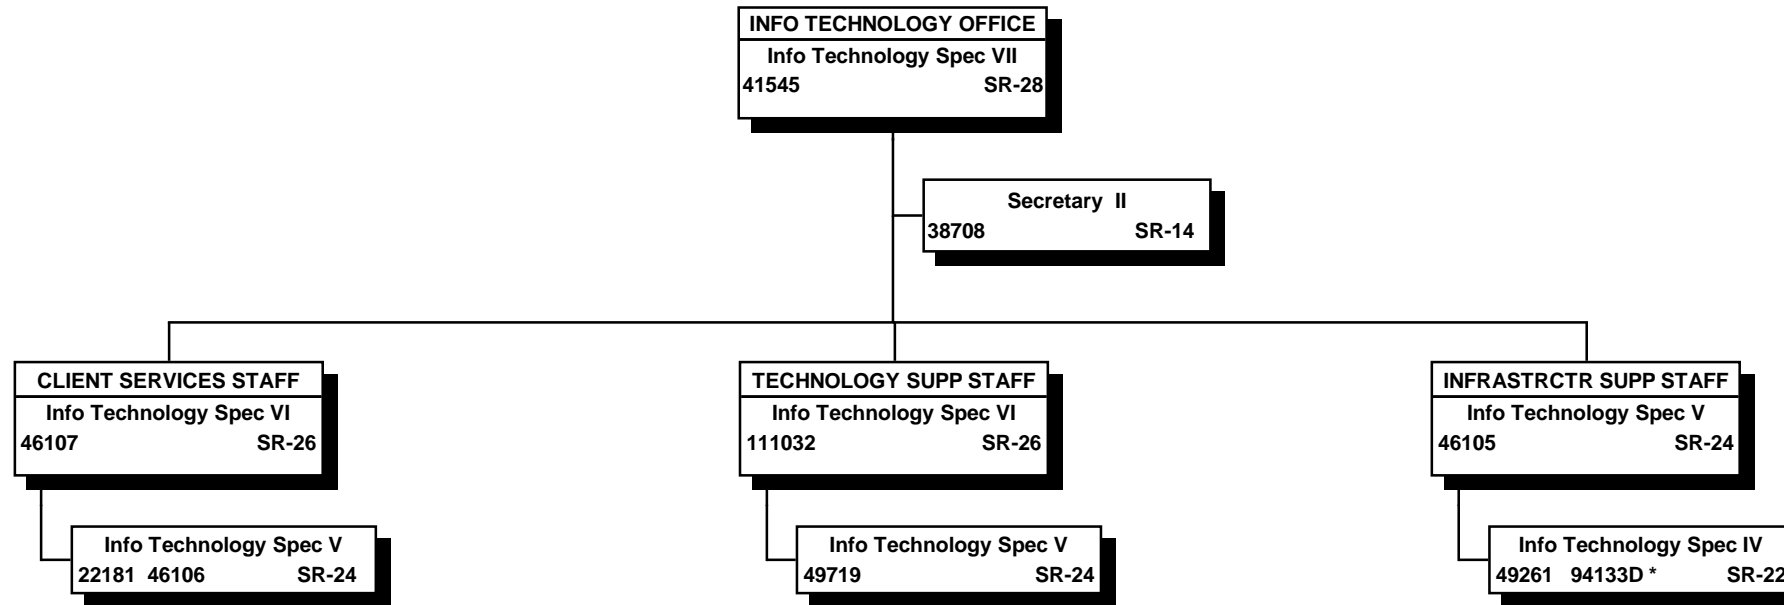 INFO TECHNOLOGY OFFICE
Info Technology Spec VII
41545 SR-28
Secretary II
38708 SR-14
CLIENT SERVICES STAFF
Info Technology Spec VI
46107 SR-26
TECHNOLOGY SUPP STAFF
Info Technology Spec VI
111032 SR-26
INFRASTRCTR SUPP STAFF
Info Technology Spec V
46105 SR-24
Info Technology Spec V
22181 46106 SR-24
Info Technology Spec V
49719 SR-24
Info Technology Spec IV
49261 94133D * SR-22